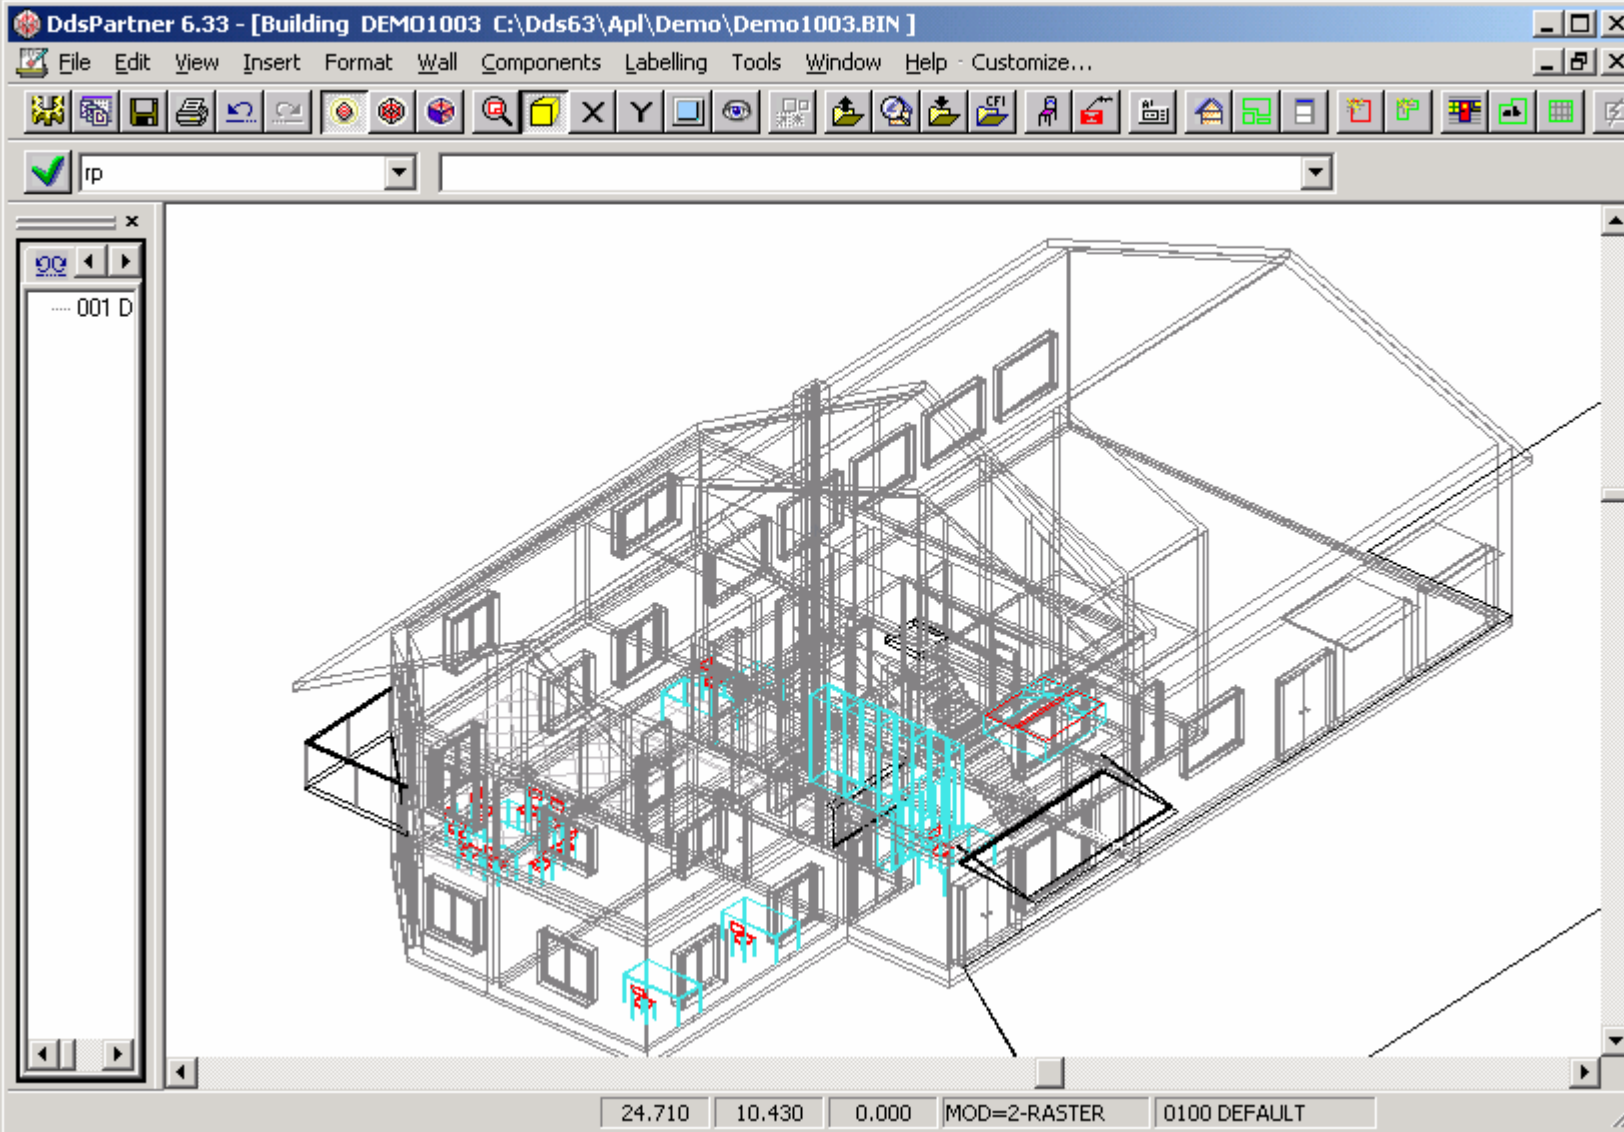 DdsPartner 6.33 - [Building DEMO1003 C:\Dds63\Apl\Demo\Demo1003.BIN ]
File Edit View Insert Format Wall Components Labelling Tools Window Help Customize...
X Y CFI
rp
001 D
24.710 10.430 0.000 MOD=2-RASTER 0100 DEFAULT